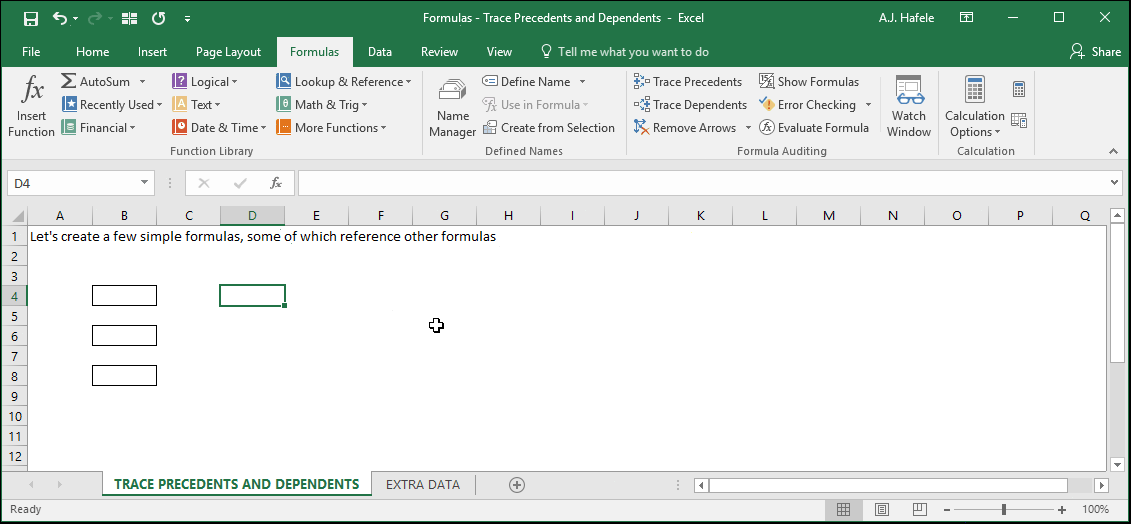 Formulas - Trace Precedents and Dependents - Excel
A.J. Hafele
File Home Insert Page Layout Formulas Data Review View Tell me what you want to do Share
fx
Insert Function
AutoSum
Recently Used
Financial
Logical
Text
Date & Time
Lookup & Reference
Math & Trig
More Functions
Function Library
Name Manager
Define Name
Use in Formula
Create from Selection
Defined Names
Trace Precedents
Trace Dependents
Remove Arrows
Show Formulas
Error Checking
Evaluate Formula
Formula Auditing
Watch Window
Calculation Options
Calculation
D4 fx
A B C D E F G H I J K L M N O P Q
1 Let's create a few simple formulas, some of which reference other formulas
2
3
4
5
6
7
8
9
10
11
12
TRACE PRECEDENTS AND DEPENDENTS EXTRA DATA
Ready 100%